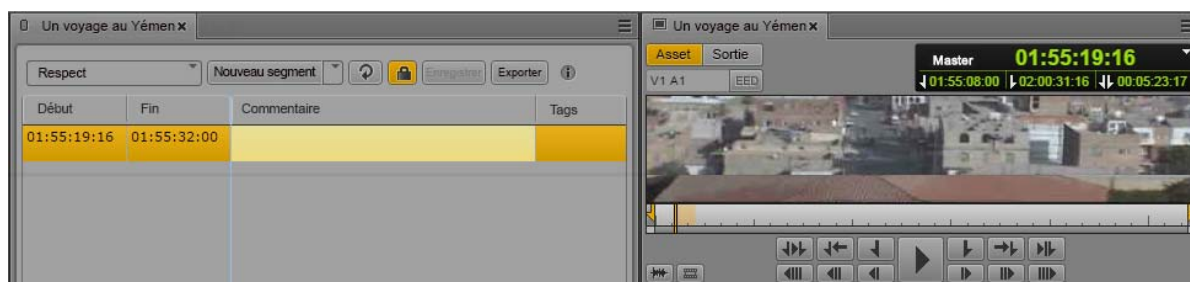 Un voyage au Yémen x
Respect Nouveau segment Enregistrer Exporter
Début Fin Commentaire Tags
01:55:19:16 01:55:32:00
Un voyage au Yémen x
Asset Sortie
Master 01:55:19:16
V1 A1 EED
01:55:08:00 02:00:31:16 00:05:23:17